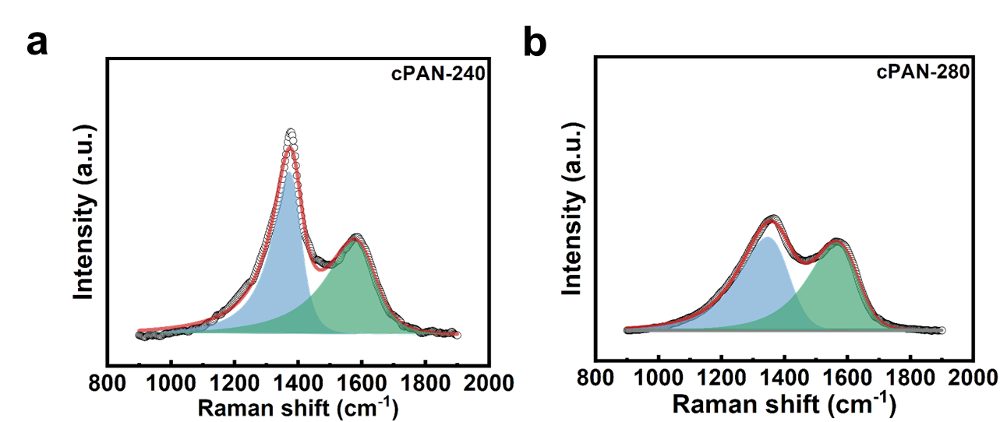 a
b
cPAN-240
cPAN-280
Intensity (a.u.)
Intensity (a.u.)
800 1000 1200 1400 1600 1800 2000
800 1000 1200 1400 1600 1800 2000
Raman shift (cm⁻¹)
Raman shift (cm⁻¹)